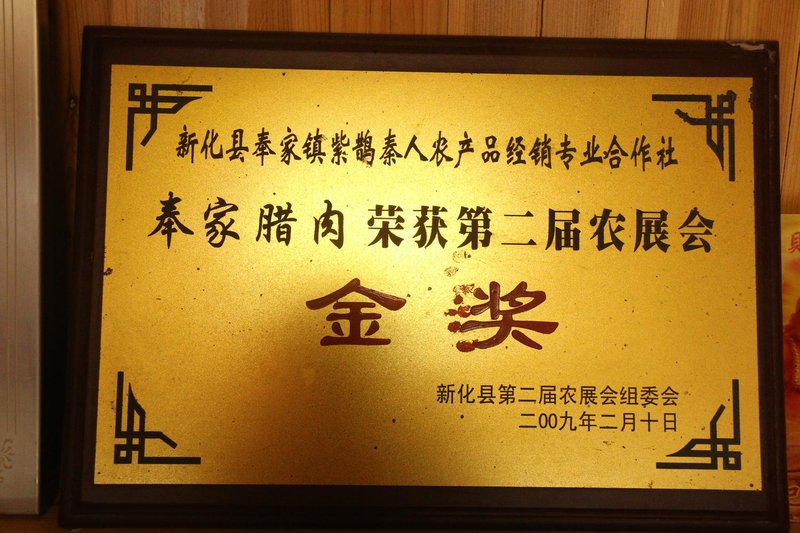 新化县奉家镇紫鹊秦人农产品经销专业合作社
奉家腊肉 荣获第二届农展会
金奖
新化县第二届农展会组委会
二00九年二月十日